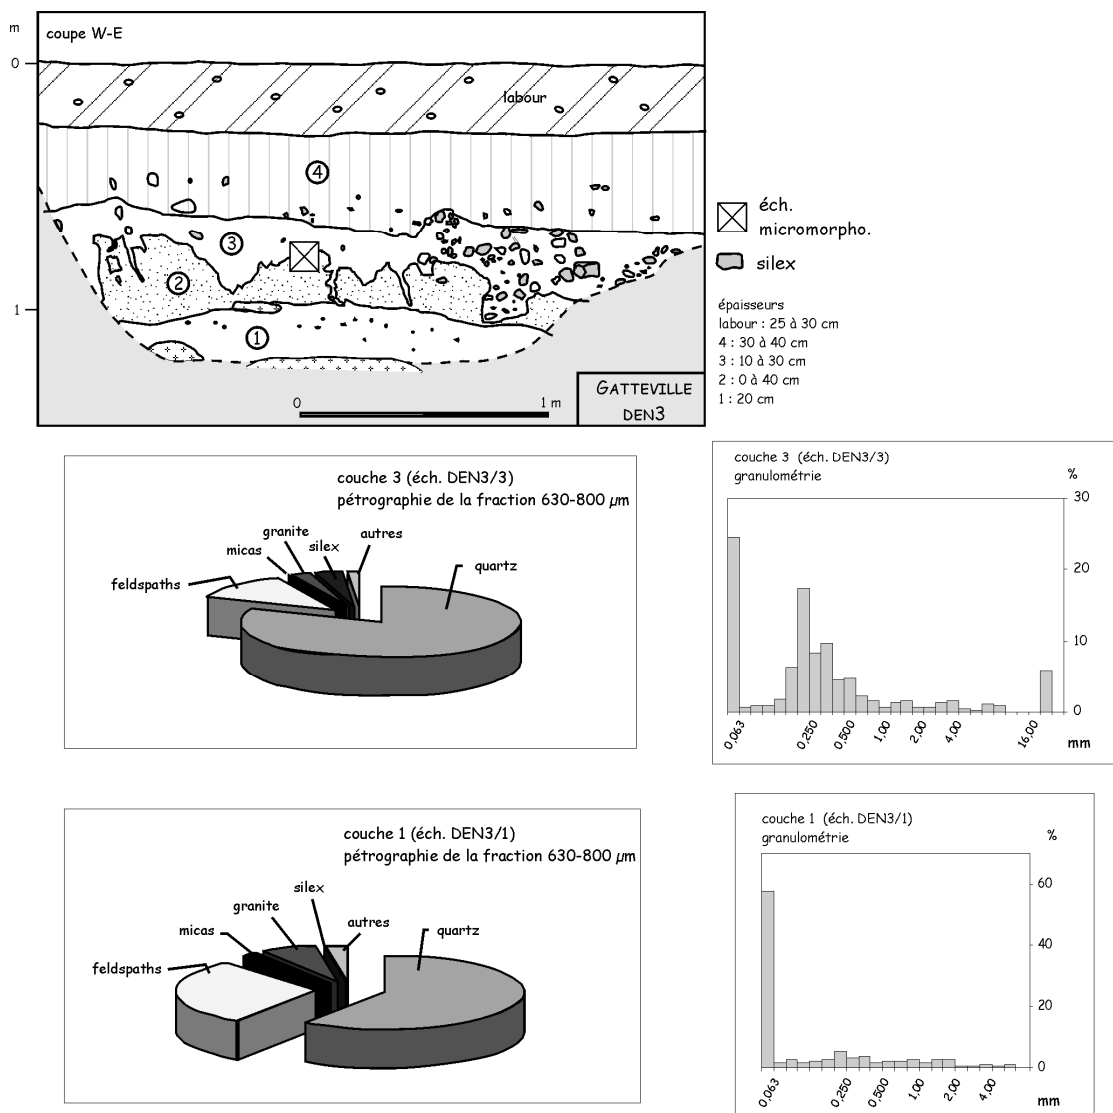 m
coupe W-E
0
labour
4
3
2
1
1
0
1 m
GATTEVILLE
DEN3
éch.
micromorpho.
silex
épaisseurs
labour : 25 à 30 cm
4 : 30 à 40 cm
3 : 10 à 30 cm
2 : 0 à 40 cm
1 : 20 cm
couche 3 (éch. DEN3/3)
pétrographie de la fraction 630-800 µm
granite
autres
silex
micas
quartz
feldspaths
couche 3 (éch. DEN3/3)
granulométrie
%
30
20
10
0
0,063
0,250
0,500
1,00
2,00
4,00
16,00
mm
couche 1 (éch. DEN3/1)
pétrographie de la fraction 630-800 µm
silex
granite
autres
micas
quartz
feldspaths
couche 1 (éch. DEN3/1)
granulométrie
%
60
40
20
0
0,063
0,250
0,500
1,00
2,00
4,00
mm